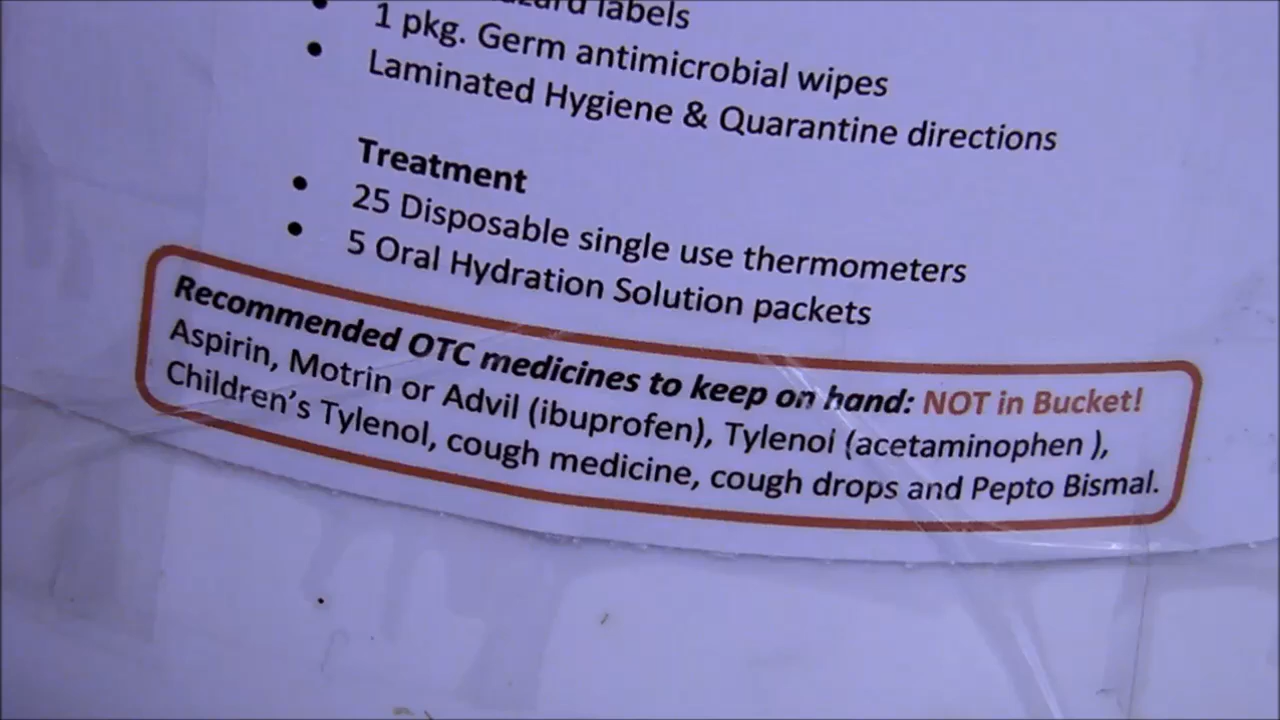 labels
• 1 pkg. Germ antimicrobial wipes
• Laminated Hygiene & Quarantine directions
Treatment
• 25 Disposable single use thermometers
• 5 Oral Hydration Solution packets
Recommended OTC medicines to keep on hand: NOT in Bucket!
Aspirin, Motrin or Advil (ibuprofen), Tylenol (acetaminophen ),
Children's Tylenol, cough medicine, cough drops and Pepto Bismal.